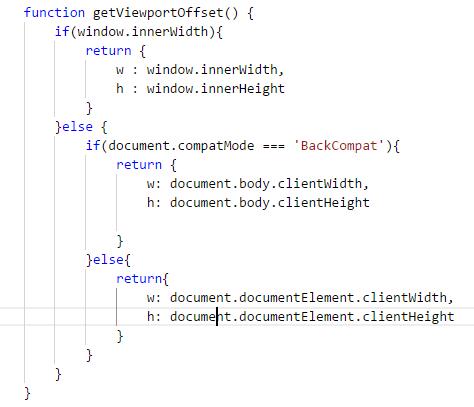 function getViewportOffset() {
    if(window.innerWidth){
        return {
            w : window.innerWidth,
            h : window.innerHeight
        }
    }else {
        if(document.compatMode === 'BackCompat'){
            return {
                w: document.body.clientWidth,
                h: document.body.clientHeight

            }
        }else{
            return{
                w: document.documentElement.clientWidth,
                h: document.documentElement.clientHeight
            }
        }
    }
}